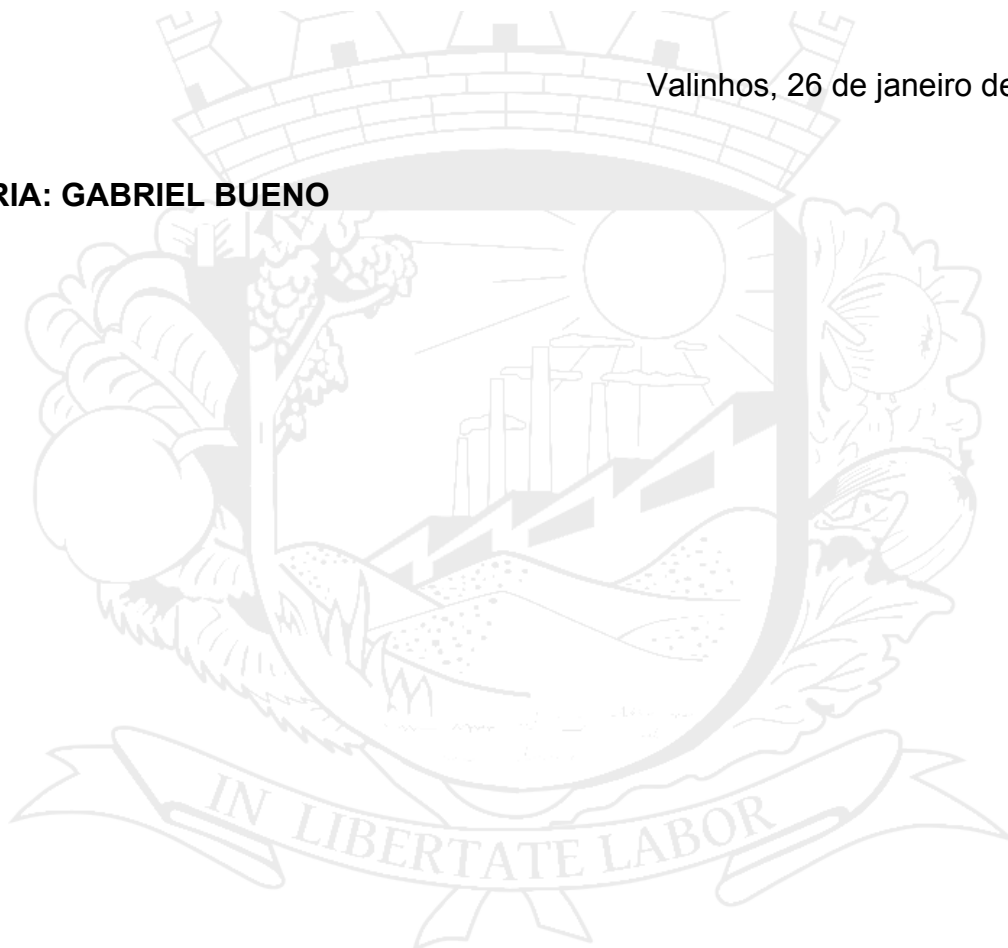 Valinhos, 26 de janeiro de
RIA: GABRIEL BUENO
IN LIBERTATE LABOR